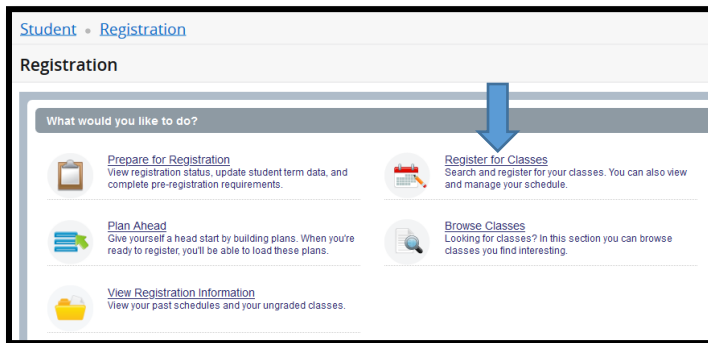 Student • Registration
Registration
What would you like to do?
Prepare for Registration
View registration status, update student term data, and
complete pre-registration requirements.
Register for Classes
Search and register for your classes. You can also view
and manage your schedule.
Plan Ahead
Give yourself a head start by building plans. When you're
ready to register, you'll be able to load these plans.
Browse Classes
Looking for classes? In this section you can browse
classes you find interesting.
View Registration Information
View your past schedules and your ungraded classes.